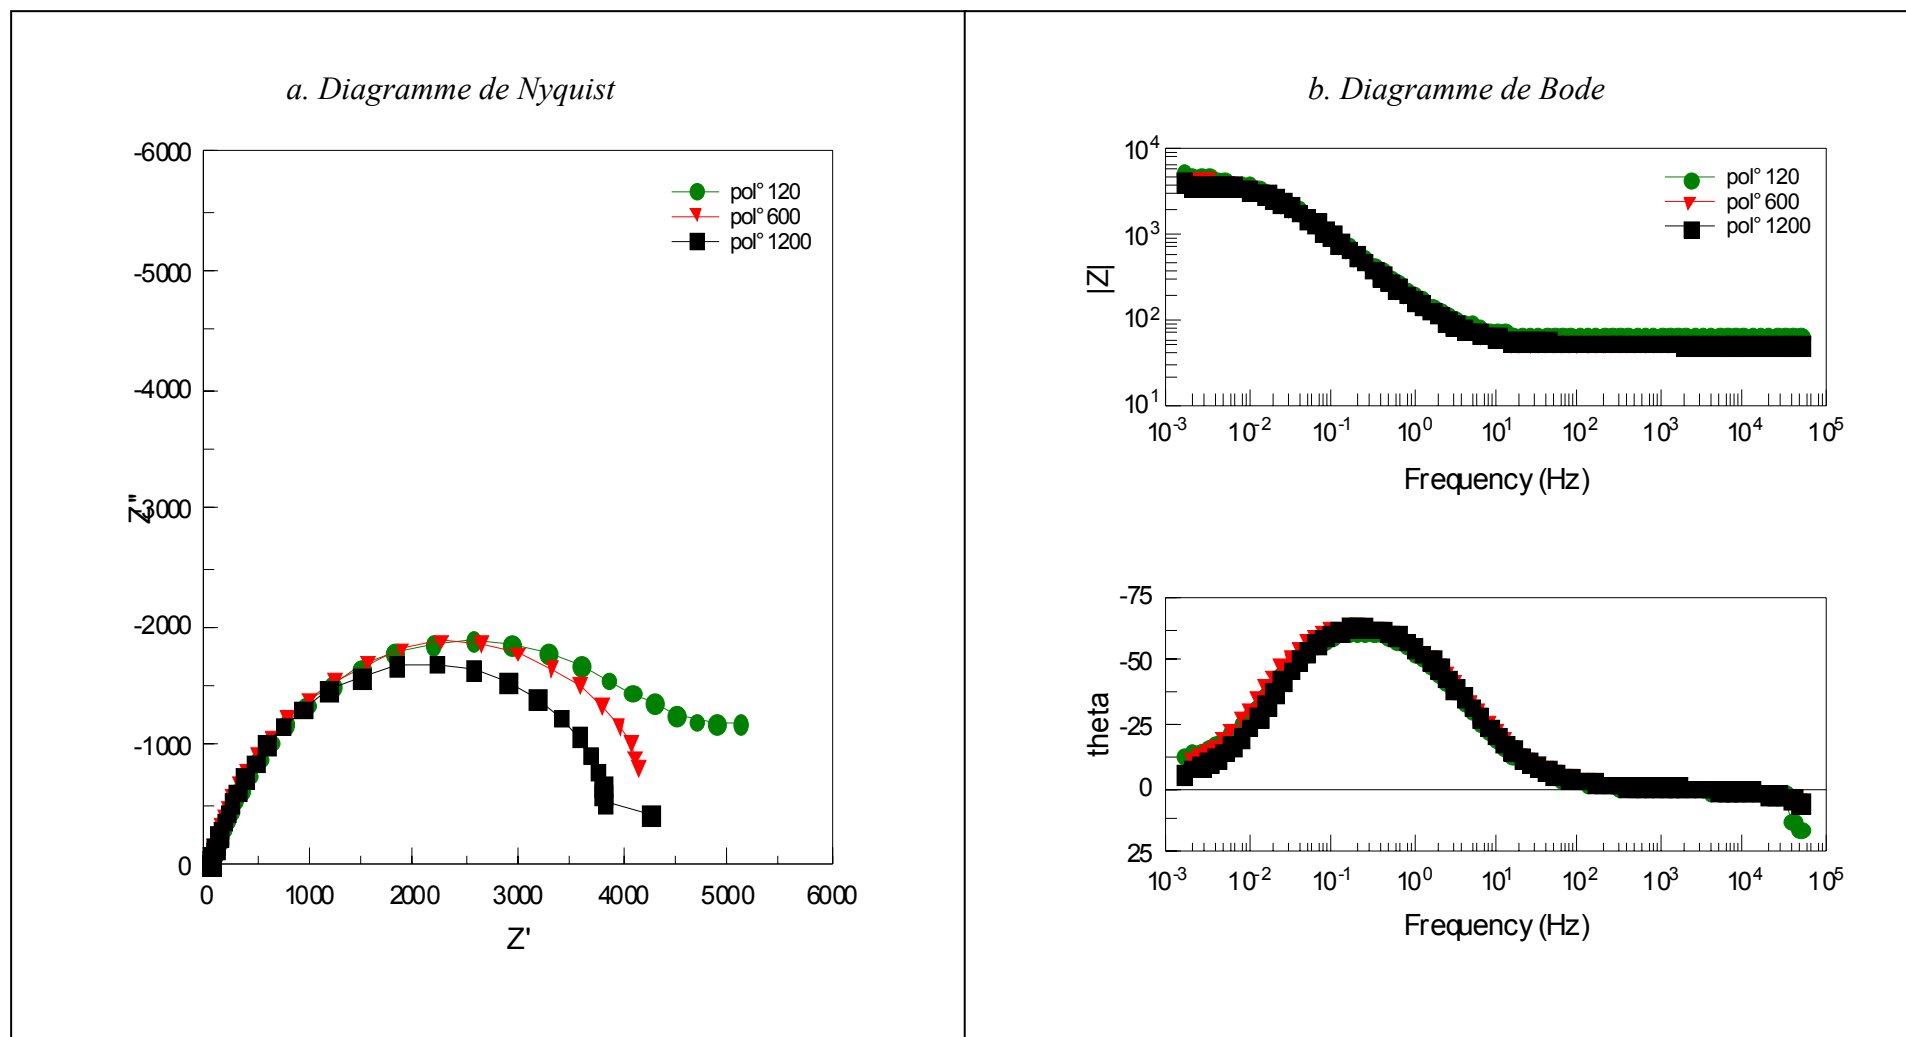 a. Diagramme de Nyquist
-6000
-5000
-4000
-3000
-2000
-1000
0
Z''
pol° 120
pol° 600
pol° 1200
0 1000 2000 3000 4000 5000 6000
Z'
b. Diagramme de Bode
10^4
10^3
10^2
10^1
|Z|
pol° 120
pol° 600
pol° 1200
10^-3 10^-2 10^-1 10^0 10^1 10^2 10^3 10^4 10^5
Frequency (Hz)
-75
-50
-25
0
25
theta
10^-3 10^-2 10^-1 10^0 10^1 10^2 10^3 10^4 10^5
Frequency (Hz)